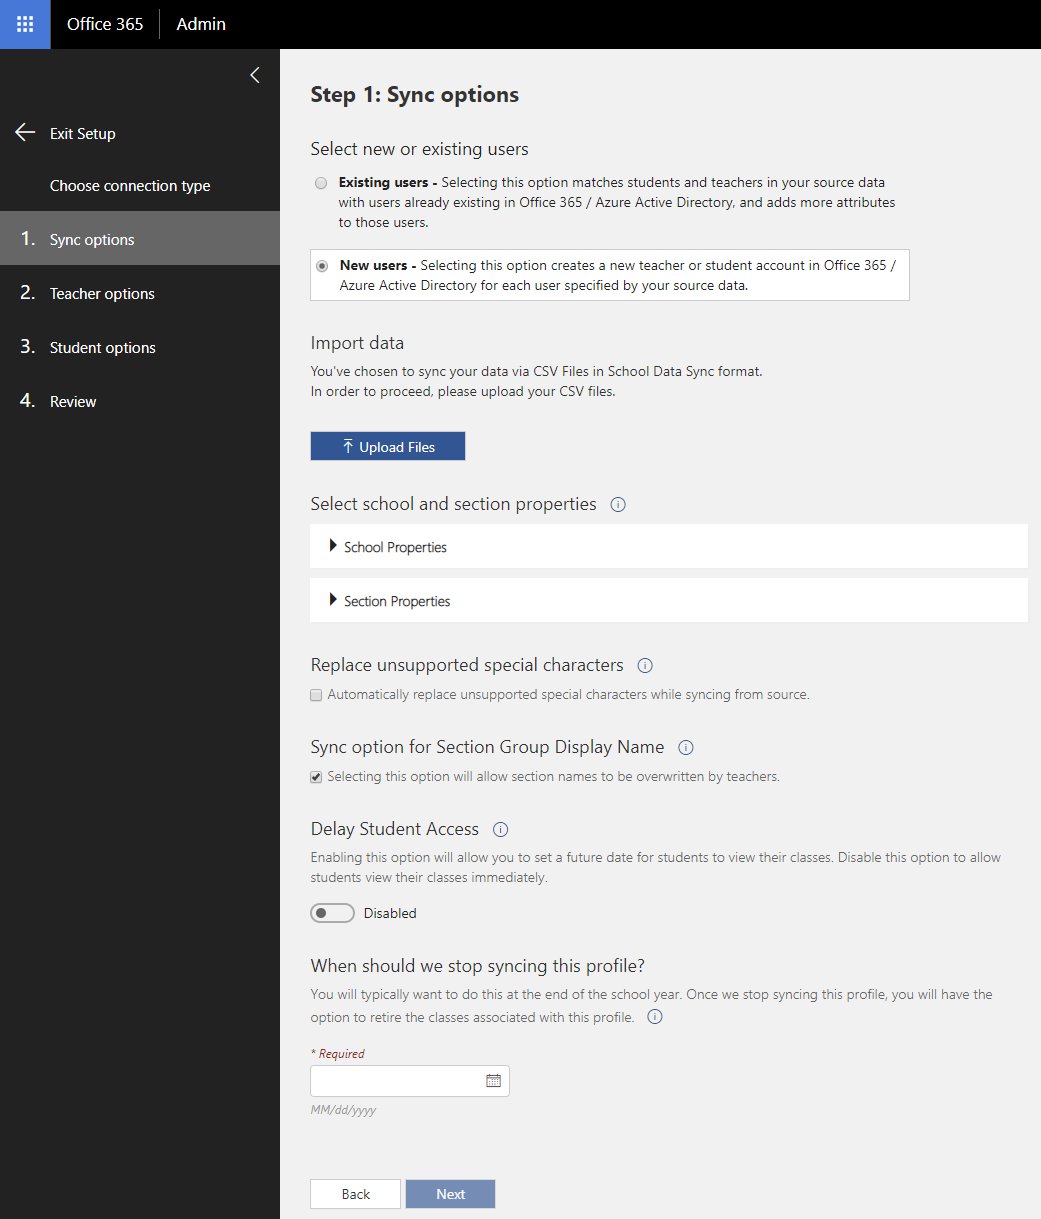 Office 365
Admin
Exit Setup
Choose connection type
1. Sync options
2. Teacher options
3. Student options
4. Review
Step 1: Sync options
Select new or existing users
Existing users - Selecting this option matches students and teachers in your source data
with users already existing in Office 365 / Azure Active Directory, and adds more attributes
to those users.
New users - Selecting this option creates a new teacher or student account in Office 365 /
Azure Active Directory for each user specified by your source data.
Import data
You've chosen to sync your data via CSV Files in School Data Sync format.
In order to proceed, please upload your CSV files.
Upload Files
Select school and section properties
School Properties
Section Properties
Replace unsupported special characters
Automatically replace unsupported special characters while syncing from source.
Sync option for Section Group Display Name
Selecting this option will allow section names to be overwritten by teachers.
Delay Student Access
Enabling this option will allow you to set a future date for students to view their classes. Disable this option to allow
students view their classes immediately.
Disabled
When should we stop syncing this profile?
You will typically want to do this at the end of the school year. Once we stop syncing this profile, you will have the
option to retire the classes associated with this profile.
* Required
MM/dd/yyyy
Back
Next